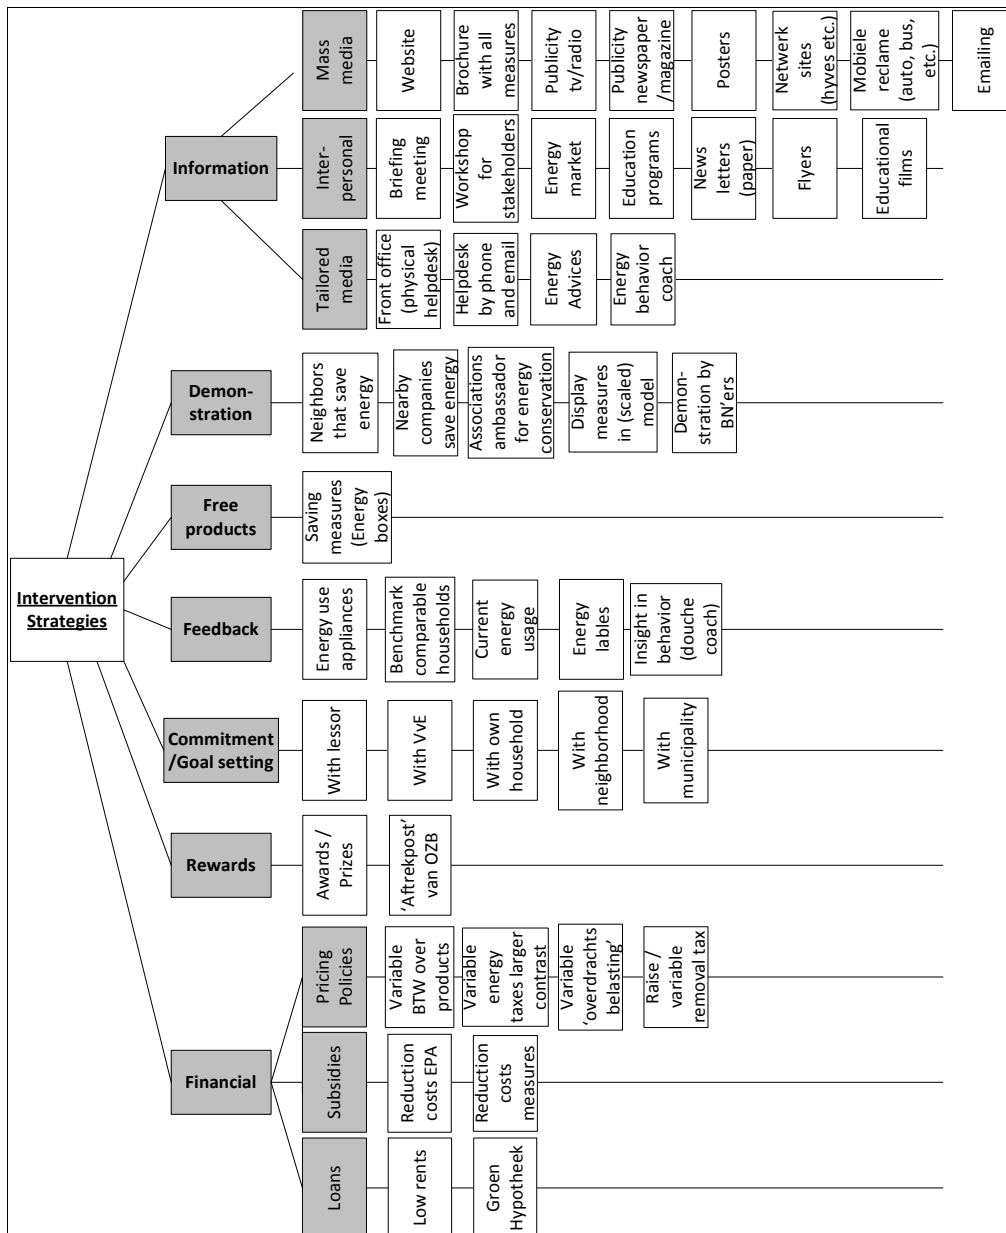 Intervention
Strategies
Information
Mass
media
Website
Brochure
with all
measures
Publicity
tv/radio
Publicity
newspaper
/magazine
Posters
Netwerk
sites
(hyves etc.)
Mobiele
reclame
(auto, bus,
etc.)
Emailing
Inter-
personal
Briefing
meeting
Workshop
for
stakeholders
Energy
market
Education
programs
News
letters
(paper)
Flyers
Educational
films
Tailored
media
Front office
(physical
helpdesk)
Helpdesk
by phone
and email
Energy
Advices
Energy
behavior
coach
Demon-
stration
Neighbors
that save
energy
Nearby
companies
save energy
Associations
ambassador
for energy
conservation
Display
measures
in (scaled)
model
Demon-
stration by
BN’ers
Free
products
Saving
measures
(Energy
boxes)
Feedback
Energy use
appliances
Benchmark
comparable
households
Current
energy
usage
Energy
lables
Insight in
behavior
(douche
coach)
Commitment
/Goal setting
With lessor
With VvE
With own
household
With
neighborhood
With
municipality
Rewards
Awards /
Prizes
‘Aftrekpost’
van OZB
Financial
Pricing
Policies
Variable
BTW over
products
Variable
energy
taxes larger
contrast
Variable
‘overdrachts
belasting’
Raise /
variable
removal tax
Subsidies
Reduction
costs EPA
Reduction
costs
measures
Loans
Low rents
Groen
Hypotheek